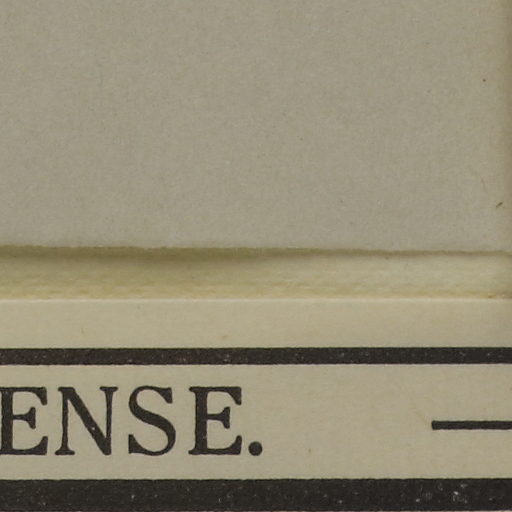 ENSE. —